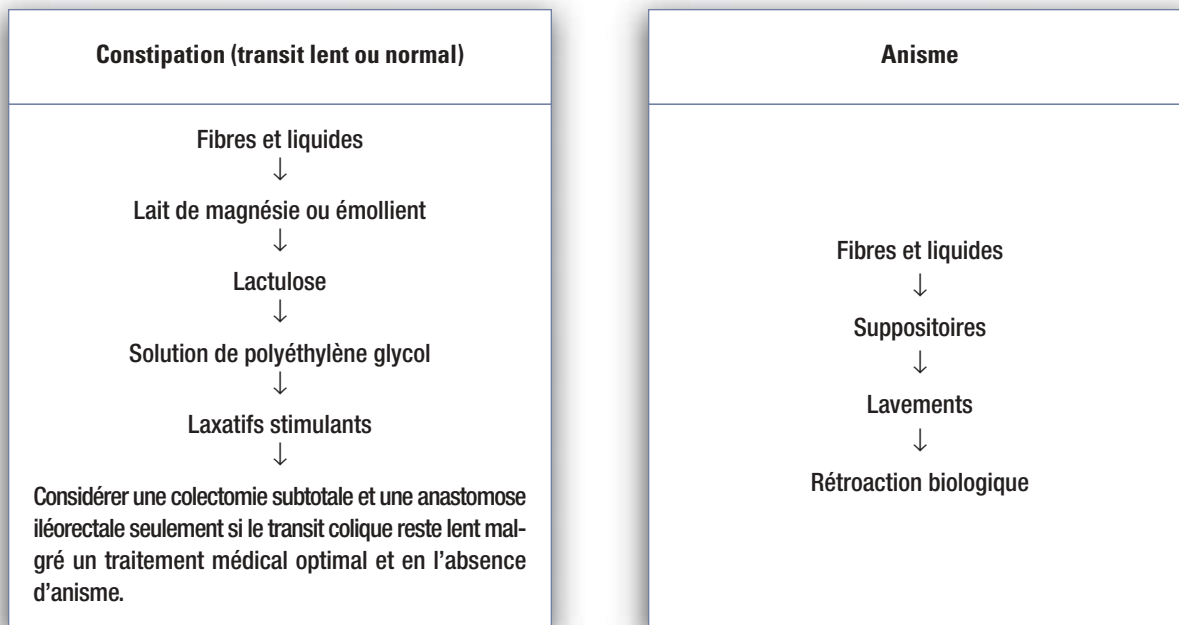 Constipation (transit lent ou normal)
Fibres et liquides
↓
Lait de magnésie ou émollient
↓
Lactulose
↓
Solution de polyéthylène glycol
↓
Laxatifs stimulants
↓
Considérer une colectomie subtotale et une anastomose
iléorectale seulement si le transit colique reste lent mal-
gré un traitement médical optimal et en l’absence
d’anisme.
Anisme
Fibres et liquides
↓
Suppositoires
↓
Lavements
↓
Rétroaction biologique